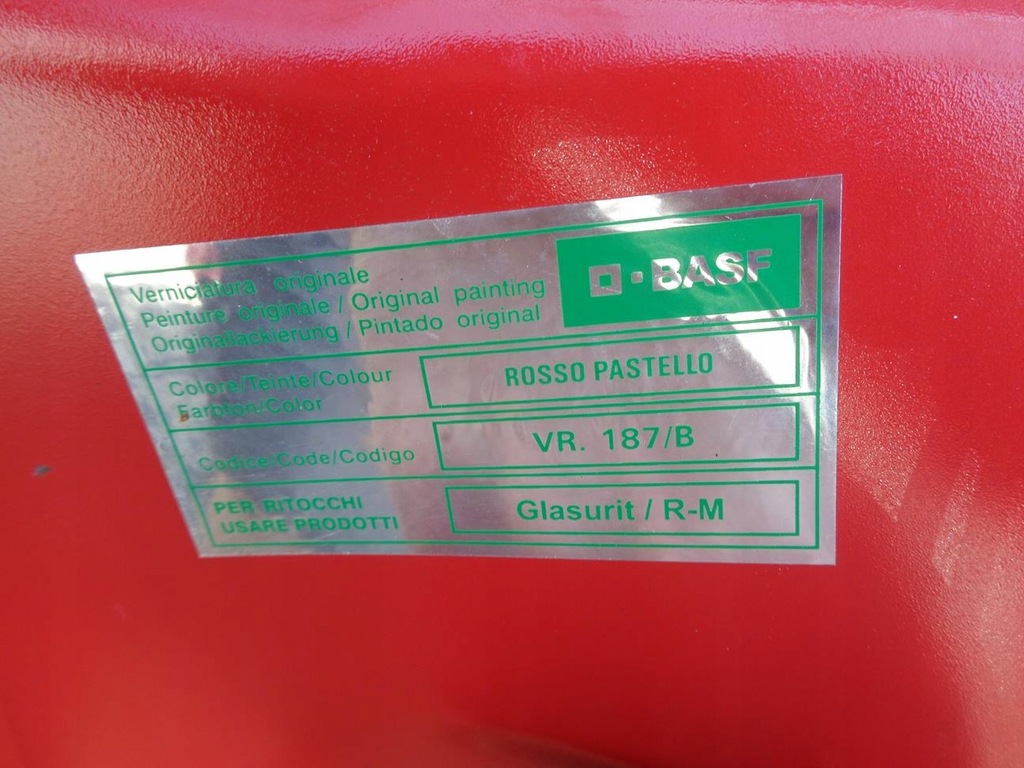 Verniciatura originale
Peinture originale / Original painting
Originallackierung / Pintado original
BASF
Colore/Teinte/Colour
Farbton/Color
ROSSO PASTELLO
Codice/Code/Codigo
VR. 187/B
PER RITOCCHI
USARE PRODOTTI
Glasurit / R-M